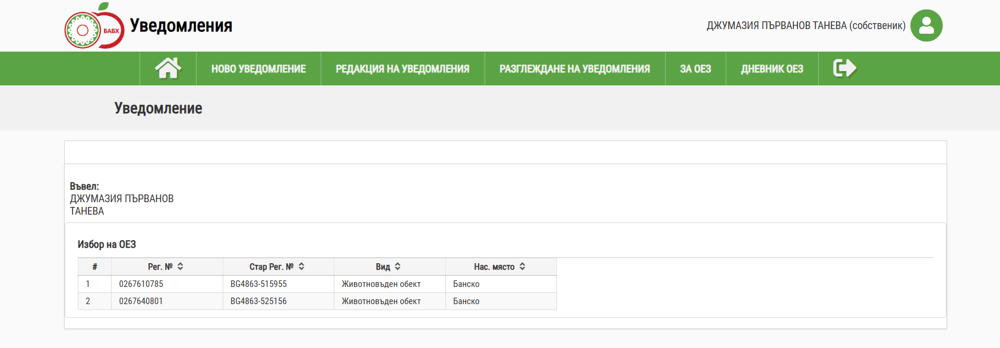 БАБХ
Уведомления
ДЖУМАЗИЯ ПЪРВАНОВ ТАНЕВА (собственик)
НОВО УВЕДОМЛЕНИЕ РЕДАКЦИЯ НА УВЕДОМЛЕНИЯ РАЗГЛЕЖДАНЕ НА УВЕДОМЛЕНИЯ ЗА ОЕЗ ДНЕВНИК ОЕЗ
Уведомление
Въвел:
ДЖУМАЗИЯ ПЪРВАНОВ
ТАНЕВА
Избор на ОЕЗ
# Рег. № Стар Рег. № Вид Нас. място
1 0267610785 BG4863-515955 Животновъден обект Банско
2 0267640801 BG4863-525156 Животновъден обект Банско